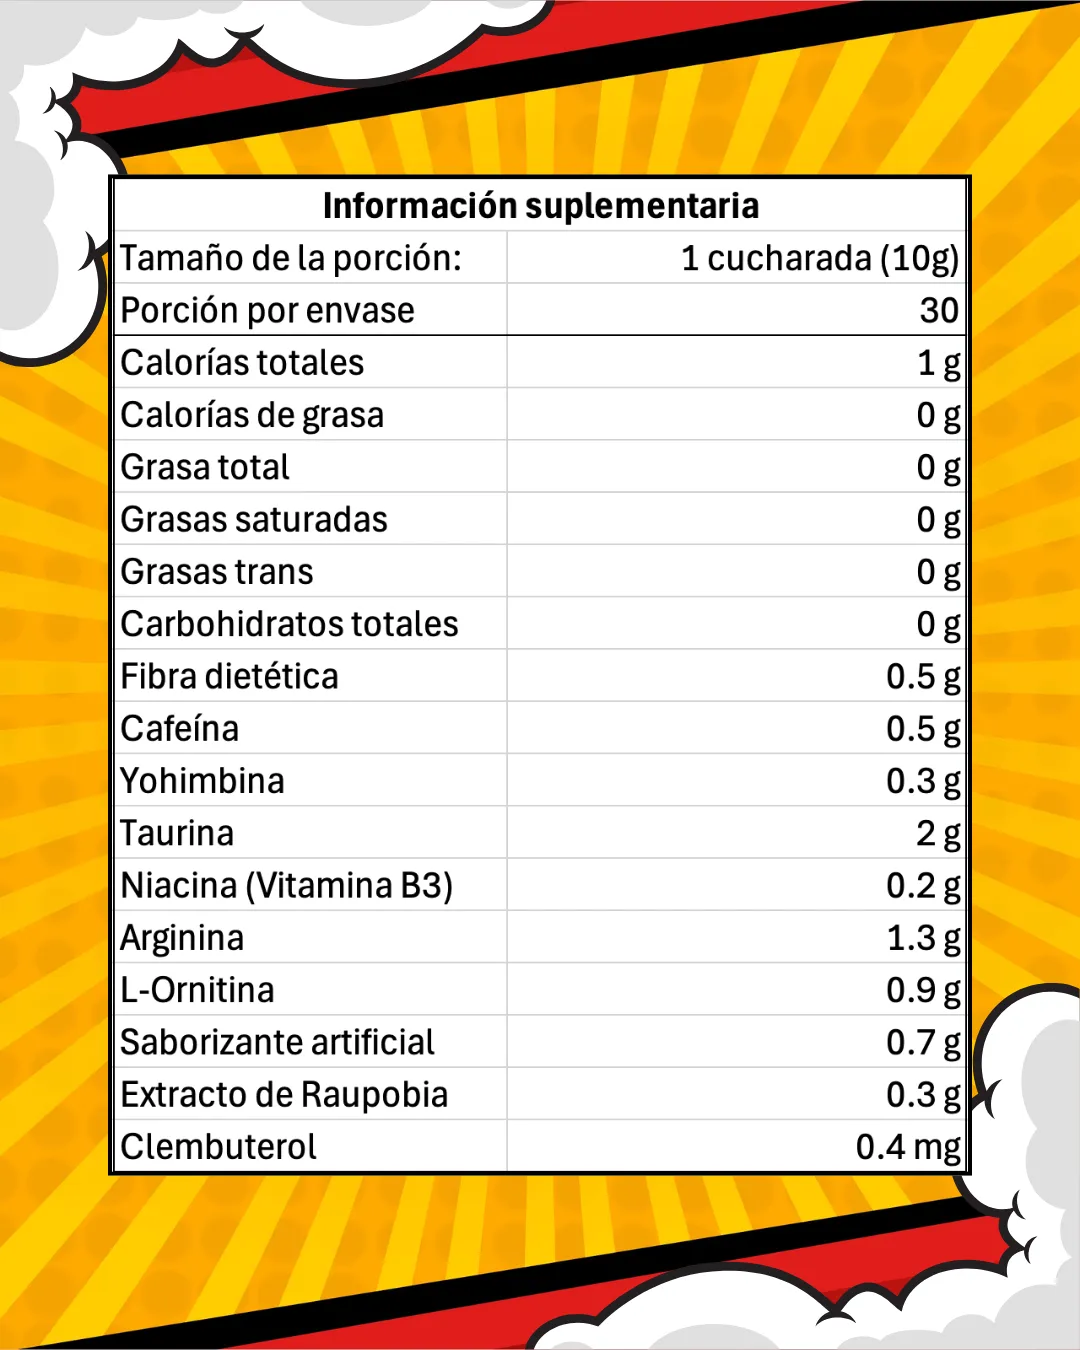 Información suplementaria
Tamaño de la porción: 1 cucharada (10g)
Porción por envase 30
Calorías totales 1 g
Calorías de grasa 0 g
Grasa total 0 g
Grasas saturadas 0 g
Grasas trans 0 g
Carbohidratos totales 0 g
Fibra dietética 0.5 g
Cafeína 0.5 g
Yohimbina 0.3 g
Taurina 2 g
Niacina (Vitamina B3) 0.2 g
Arginina 1.3 g
L-Ornitina 0.9 g
Saborizante artificial 0.7 g
Extracto de Raupobia 0.3 g
Clembuterol 0.4 mg